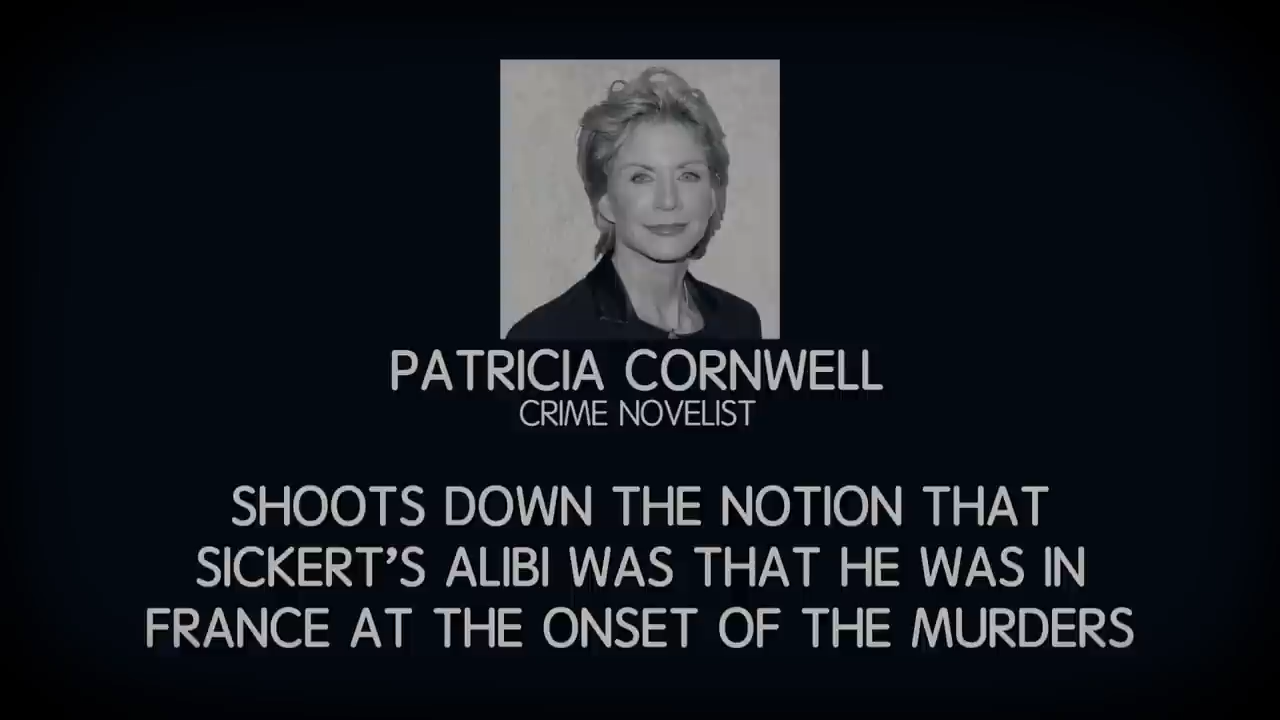 PATRICIA CORNWELL
CRIME NOVELIST
SHOOTS DOWN THE NOTION THAT
SICKERT'S ALIBI WAS THAT HE WAS IN
FRANCE AT THE ONSET OF THE MURDERS